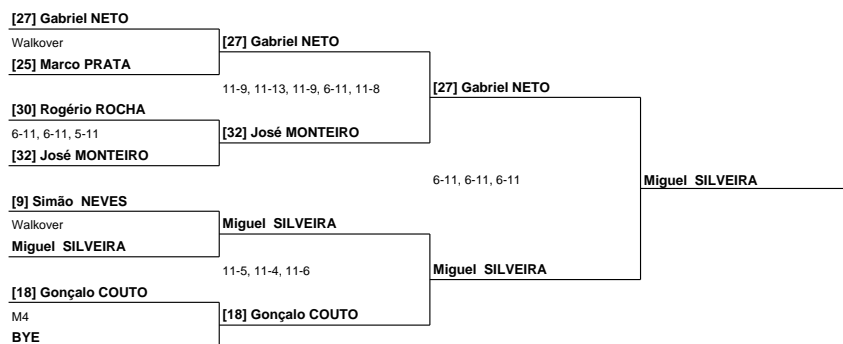 [27] Gabriel NETO
Walkover
[25] Marco PRATA
[27] Gabriel NETO
11-9, 11-13, 11-9, 6-11, 11-8
[30] Rogério ROCHA
6-11, 6-11, 5-11
[32] José MONTEIRO
[32] José MONTEIRO
[27] Gabriel NETO
6-11, 6-11, 6-11
Miguel SILVEIRA
[9] Simão NEVES
Walkover
Miguel SILVEIRA
Miguel SILVEIRA
11-5, 11-4, 11-6
Miguel SILVEIRA
[18] Gonçalo COUTO
M4
BYE
[18] Gonçalo COUTO